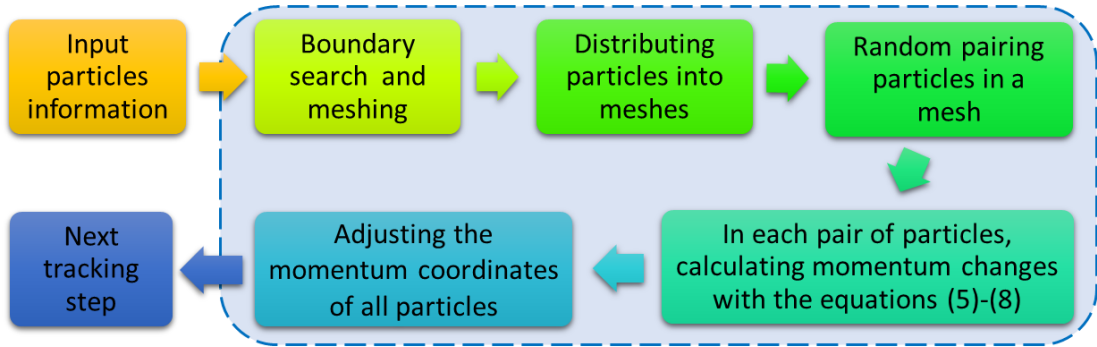 Input
particles
information
Boundary
search and
meshing
Distributing
particles into
meshes
Random pairing
particles in a
mesh
In each pair of particles,
calculating momentum changes
with the equations (5)-(8)
Adjusting the
momentum coordinates
of all particles
Next
tracking
step